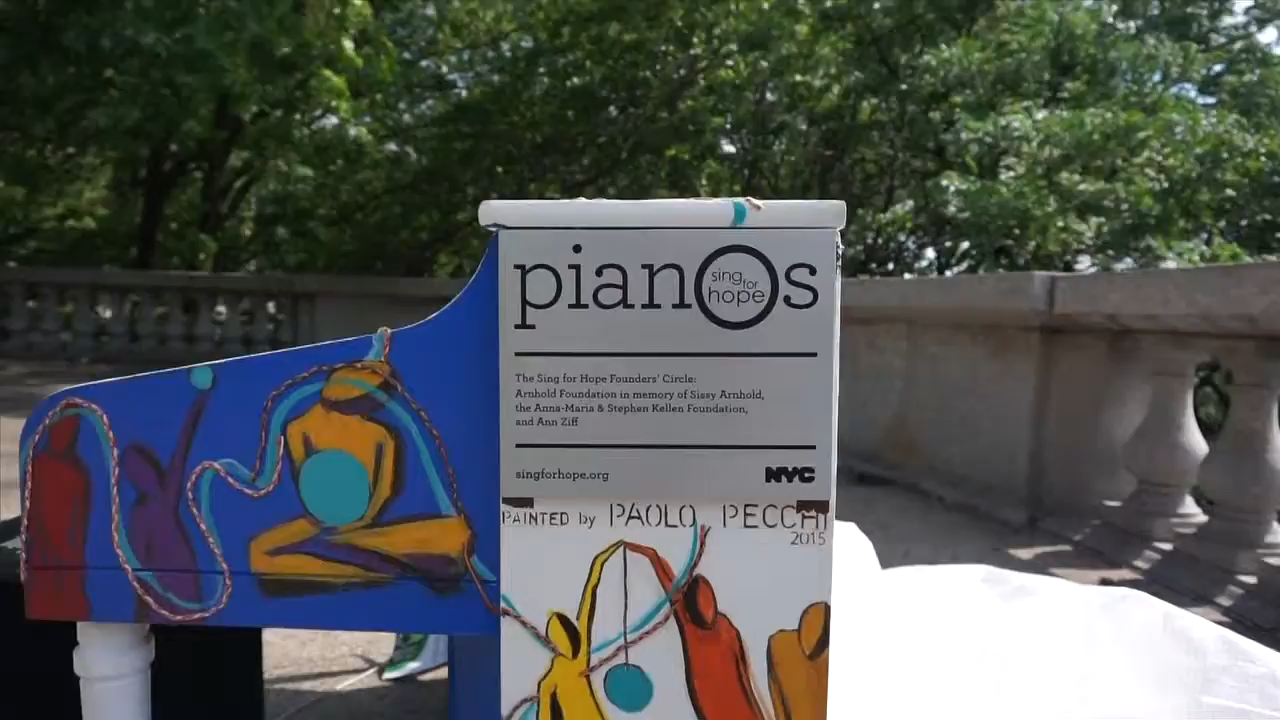 pianOs
sing for
hope
The Sing for Hope Founders' Circle:
Arnhold Foundation in memory of Sissy Arnhold,
the Anna-Maria & Stephen Kellen Foundation,
and Ann Ziff
singforhope.org
NYC
PAINTED by PAOLO PECCHI
2015